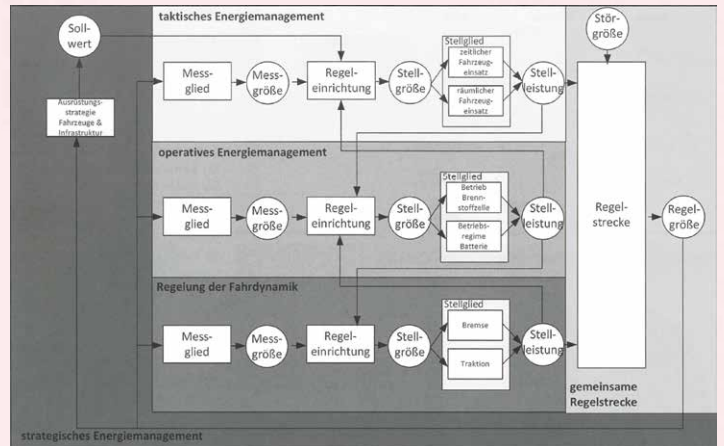 taktisches Energiemanagement
Soll-
wert
Ausrüstungs-
strategie
Fahrzeuge &
Infrastruktur
Mess-
glied
Mess-
größe
Regel-
einrichtung
Stell-
größe
Stellglied
zeitlicher
Fahrzeug-
einsatz
räumlicher
Fahrzeug-
einsatz
Stell-
leistung
Stör-
größe
operatives Energiemanagement
Mess-
glied
Mess-
größe
Regel-
einrichtung
Stell-
größe
Stellglied
Betrieb
Brenn-
stoffzelle
Betriebs-
regime
Batterie
Stell-
leistung
Regel-
strecke
Regel-
größe
Regelung der Fahrdynamik
Mess-
glied
Mess-
größe
Regel-
einrichtung
Stell-
größe
Stellglied
Bremse
Traktion
Stell-
leistung
gemeinsame
Regelstrecke
strategisches Energiemanagement